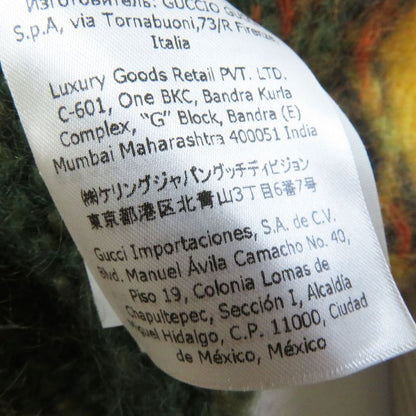 Изготовитель: GUCCIO
S.p.A, via Tornabuoni,73/R Firenze
Italia
Luxury Goods Retail PVT. LTD.
C-601, One BKC, Bandra Kurla
Complex, "G" Block, Bandra (E)
Mumbai Maharashtra 400051 India
㈱ケリングジャパングッチディビジョン
東京都港区北青山3丁目6番7号
Gucci Importaciones, S.A. de C.V.
Blvd. Manuel Ávila Camacho No. 40,
Piso 19, Colonia Lomas de
Chapultepec, Sección I, Alcaldía
Miguel Hidalgo, C.P. 11000, Ciudad
de México, México